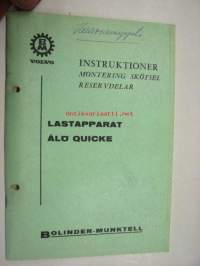 VOLVO
INSTRUKTIONER
MONTERING SKÖTSEL
RESERVDELAR
LASTAPPARAT
ÅLÖ QUICKE
BOLINDER-MUNKTELL